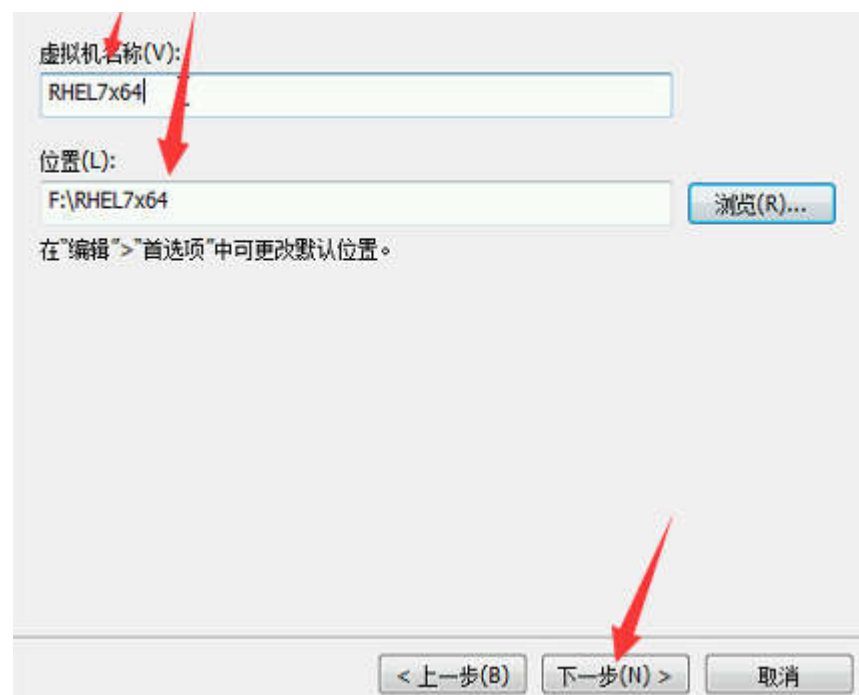 虚拟机名称(V):
RHEL7x64
位置(L):
F:\RHEL7x64
浏览(R)...
在"编辑">"首选项"中可更改默认位置。
< 上一步(B)
下一步(N) >
取消